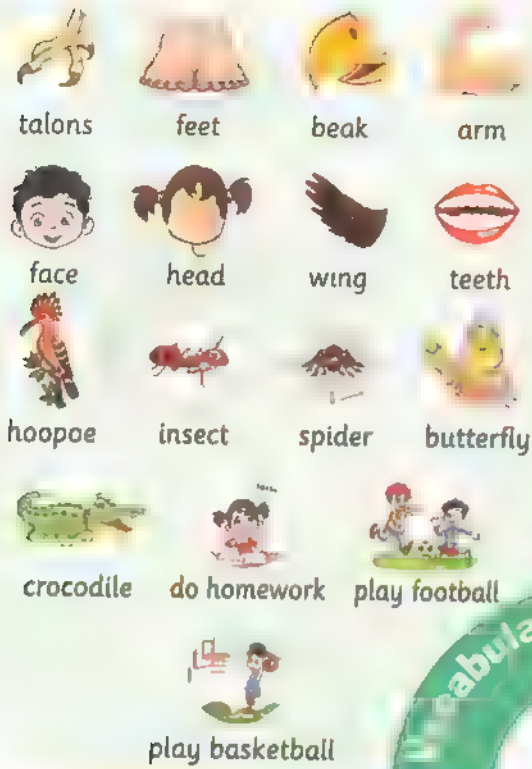 talons feet beak arm
face head wing teeth
hoopoe insect spider butterfly
crocodile do homework play football
play basketball